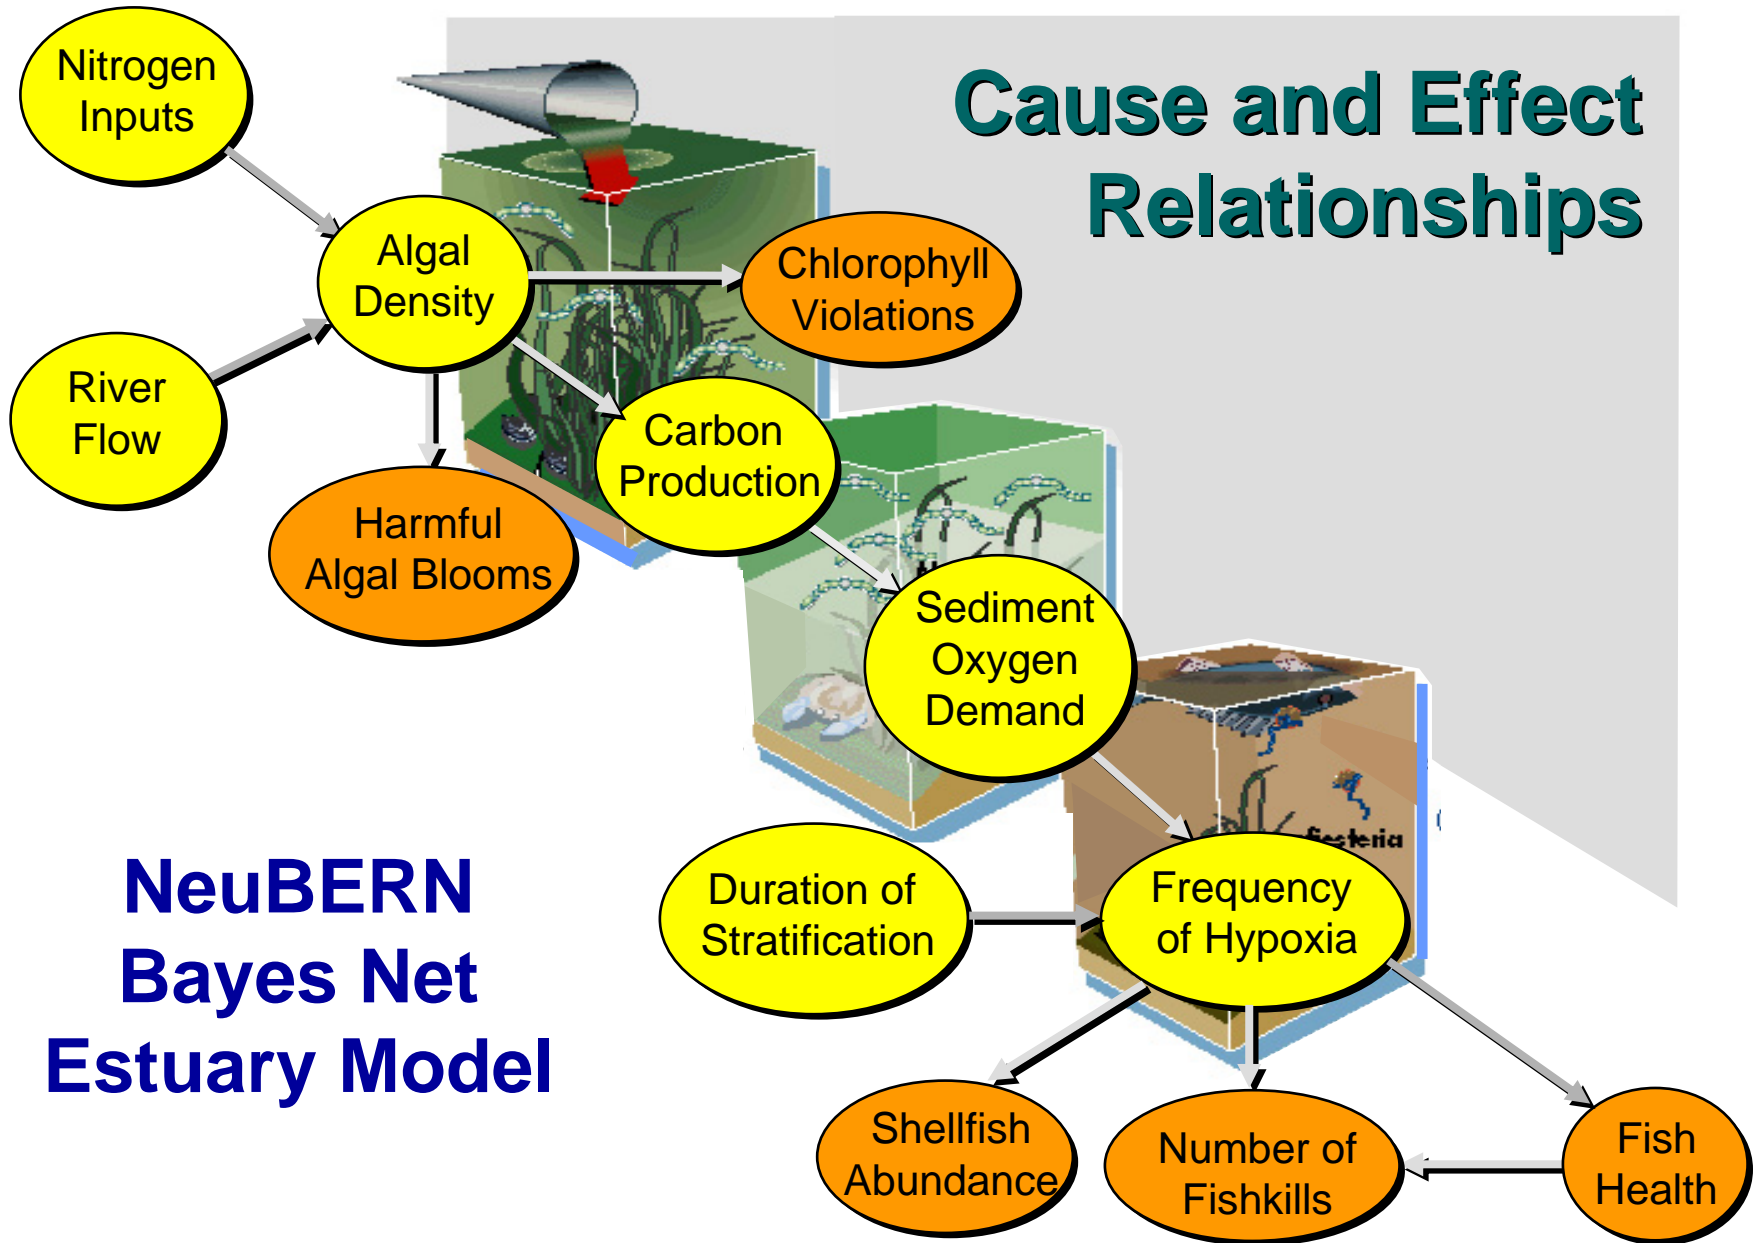 Cause and Effect
Relationships
Nitrogen
Inputs
Algal
Density
Chlorophyll
Violations
River
Flow
Carbon
Production
Harmful
Algal Blooms
Sediment
Oxygen
Demand
Duration of
Stratification
Frequency
of Hypoxia
NeuBERN
Bayes Net
Estuary Model
Shellfish
Abundance
Number of
Fishkills
Fish
Health